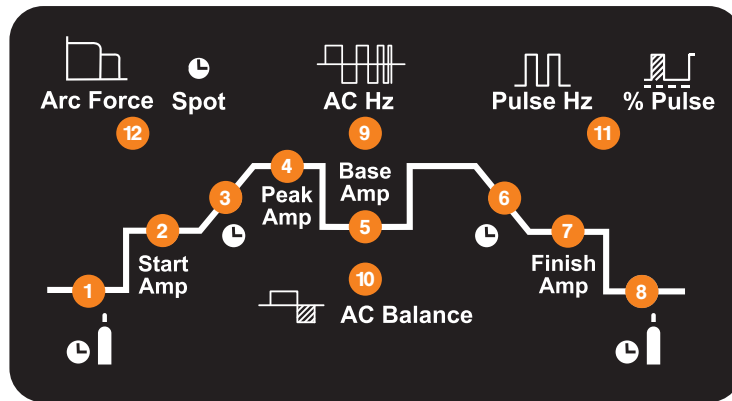 Arc Force Spot AC Hz Pulse Hz % Pulse
12 9 11
4 Base
Amp
3 Peak
Amp 6
2 5 7
Start
Amp Finish
Amp
10
1 8
AC Balance